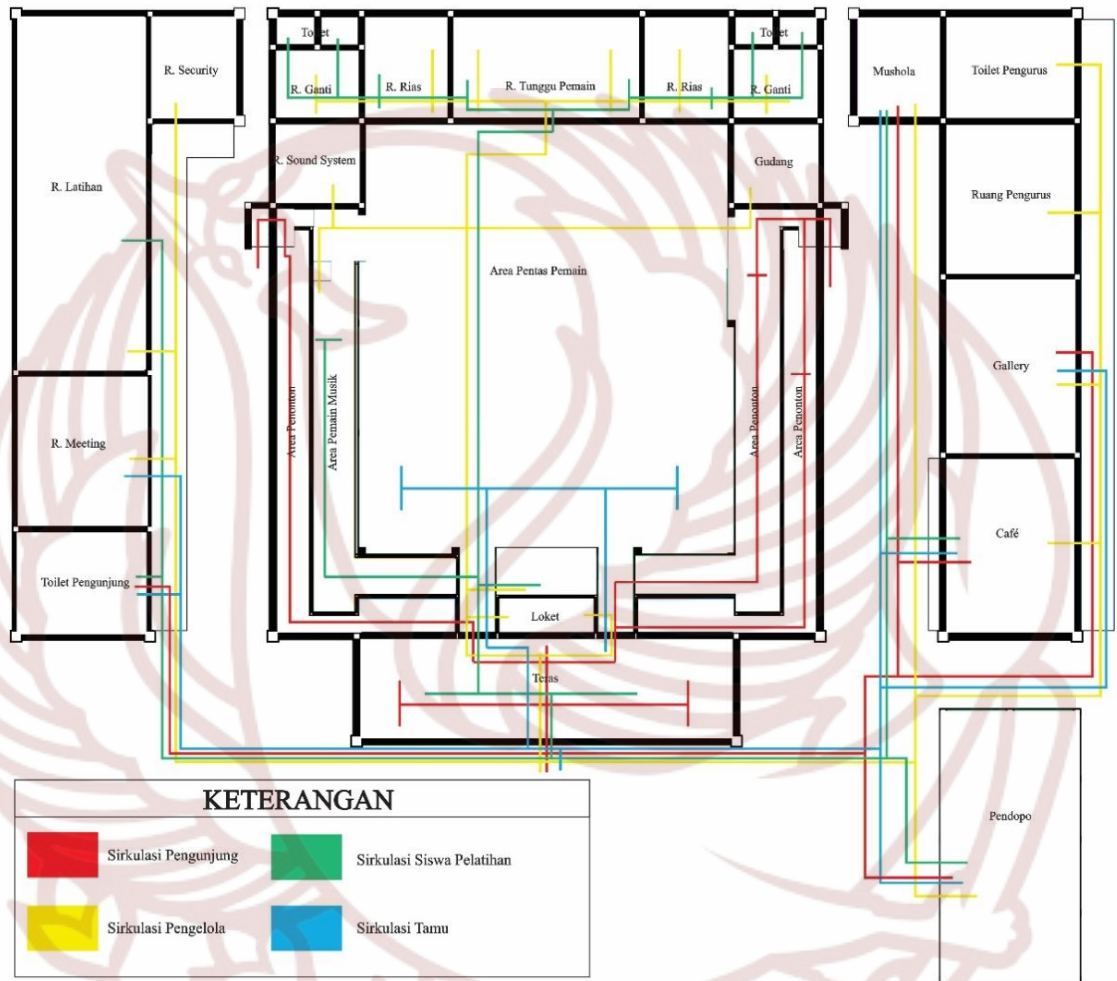 Toilet
Toilet
R. Security
Mushola
Toilet Pengurus
R. Ganti
R. Rias
R. Tunggu Pemain
R. Rias
R. Ganti
R. Latihan
R. Sound System
Gudang
Ruang Pengurus
Area Pentas Pemain
Gallery
Area Penonton
Area Pemain Musik
Area Penonton
Area Penonton
R. Meeting
Café
Toilet Pengunjung
Loket
Teras
Pendopo
KETERANGAN
Sirkulasi Pengunjung
Sirkulasi Siswa Pelatihan
Sirkulasi Pengelola
Sirkulasi Tamu